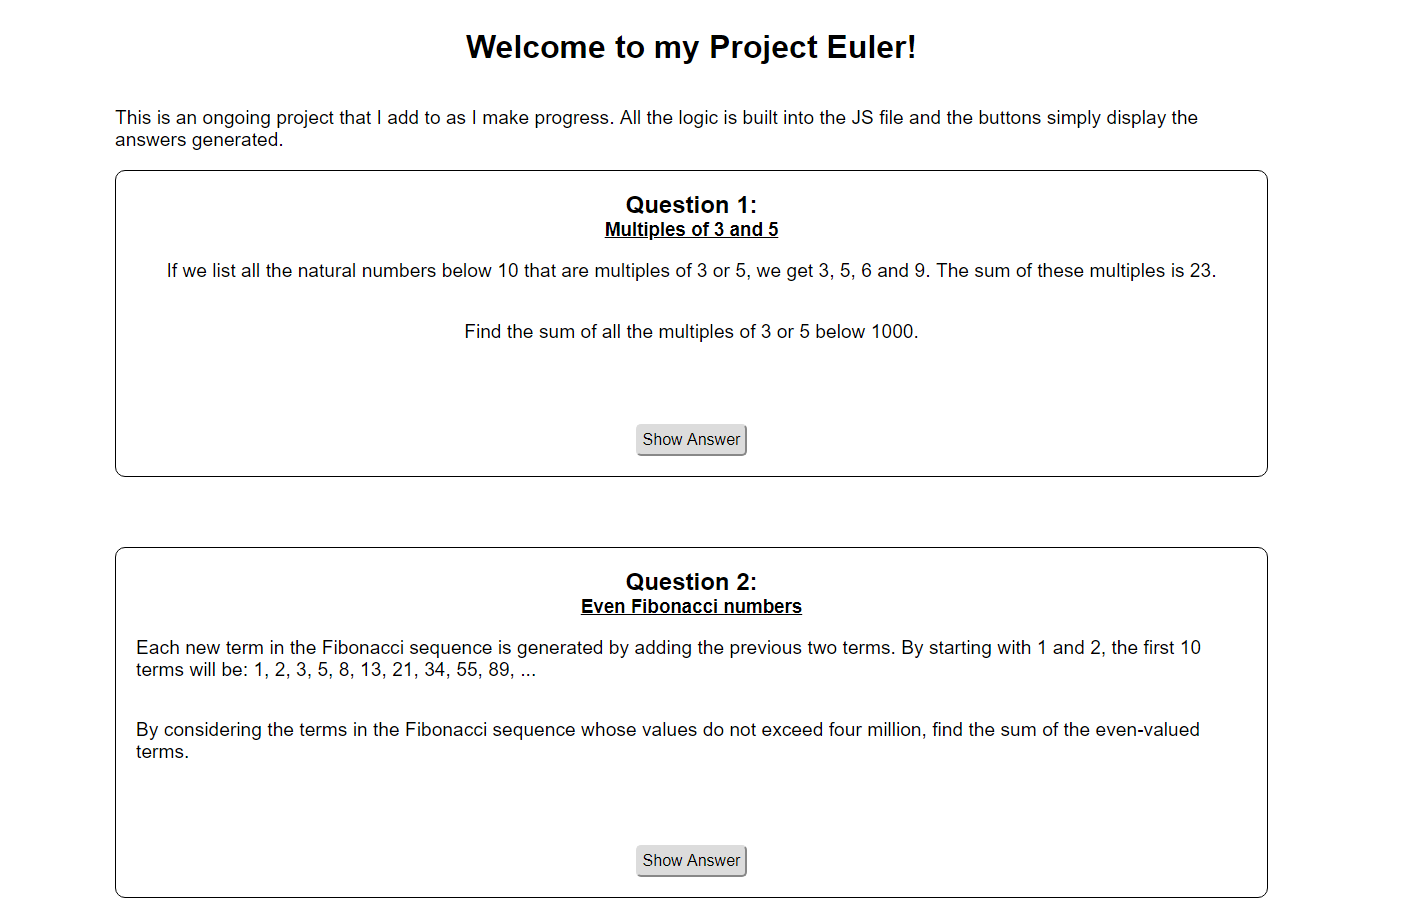 Welcome to my Project Euler!
This is an ongoing project that I add to as I make progress. All the logic is built into the JS file and the buttons simply display the
answers generated.
Question 1:
Multiples of 3 and 5
If we list all the natural numbers below 10 that are multiples of 3 or 5, we get 3, 5, 6 and 9. The sum of these multiples is 23.
Find the sum of all the multiples of 3 or 5 below 1000.
Show Answer
Question 2:
Even Fibonacci numbers
Each new term in the Fibonacci sequence is generated by adding the previous two terms. By starting with 1 and 2, the first 10
terms will be: 1, 2, 3, 5, 8, 13, 21, 34, 55, 89, ...
By considering the terms in the Fibonacci sequence whose values do not exceed four million, find the sum of the even-valued
terms.
Show Answer